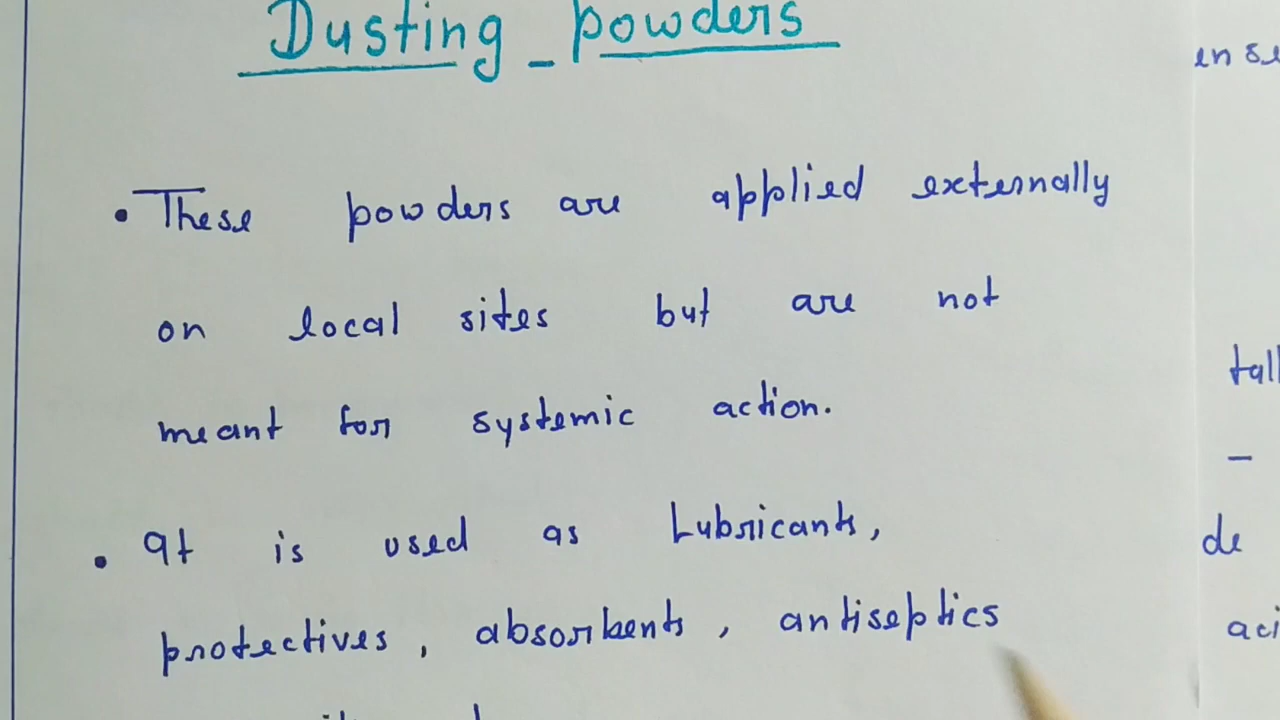 Dusting - powders
• These powders are applied externally
on local sites but are not
meant for systemic action.
• It is used as Lubricants,
protectives, absorbents, antiseptics
-
de